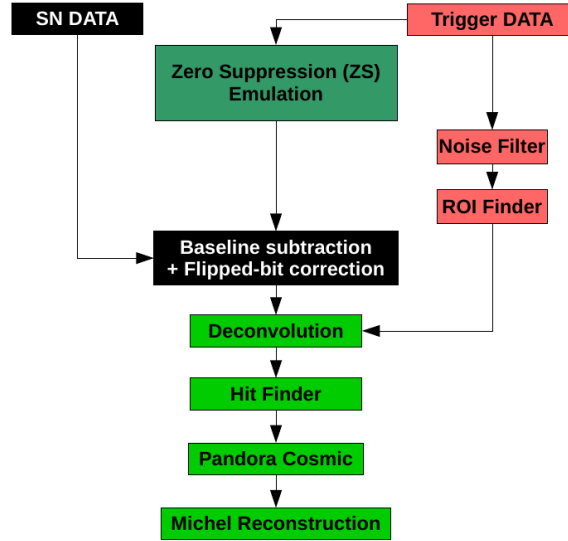 SN DATA
Trigger DATA
Zero Suppression (ZS)
Emulation
Noise Filter
ROI Finder
Baseline subtraction
+ Flipped-bit correction
Deconvolution
Hit Finder
Pandora Cosmic
Michel Reconstruction